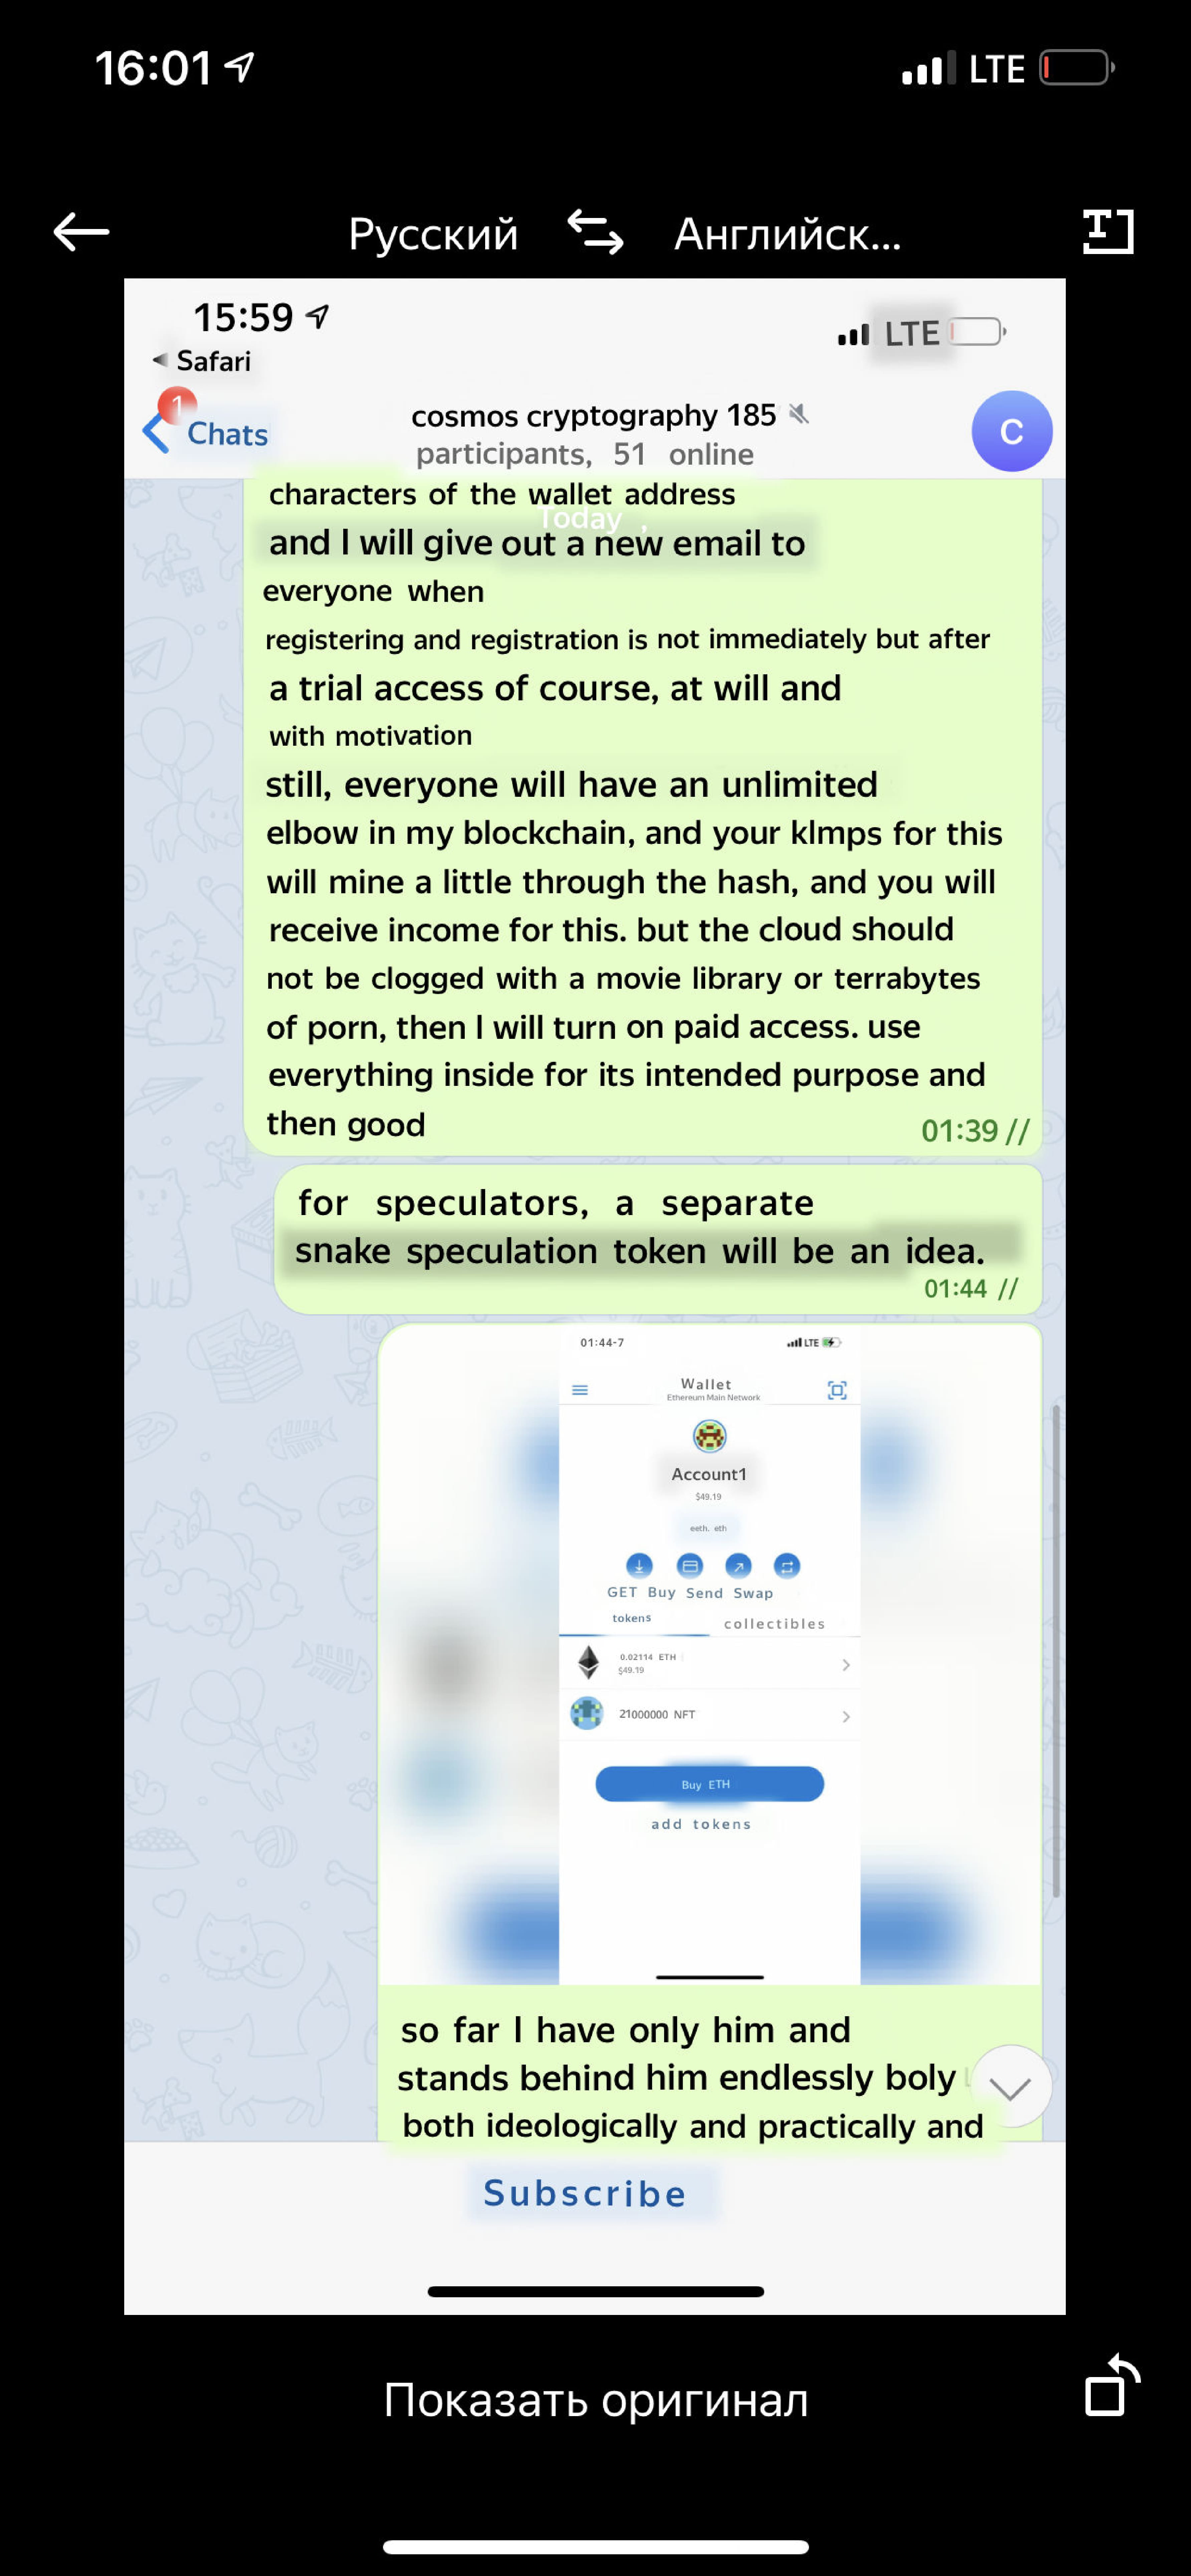 16:01
LTE
Русский
Английск...
15:59
LTE
Safari
1
Chats
cosmos cryptography 185
participants, 51 online
C
characters of the wallet address
Today ,
and I will give out a new email to
everyone when
registering and registration is not immediately but after
a trial access of course, at will and
with motivation
still, everyone will have an unlimited
elbow in my blockchain, and your klmps for this
will mine a little through the hash, and you will
receive income for this. but the cloud should
not be clogged with a movie library or terrabytes
of porn, then I will turn on paid access. use
everything inside for its intended purpose and
then good
01:39 //
for speculators, a separate
snake speculation token will be an idea.
01:44 //
01:44-7
LTE
Wallet
Ethereum Main Network
Account1
$49.19
eeth. eth
GET Buy Send Swap
tokens
collectibles
0.02114 ETH
$49.19
21000000 NFT
Buy ETH
add tokens
so far I have only him and
stands behind him endlessly boly
both ideologically and practically and
Subscribe
Показать оригинал